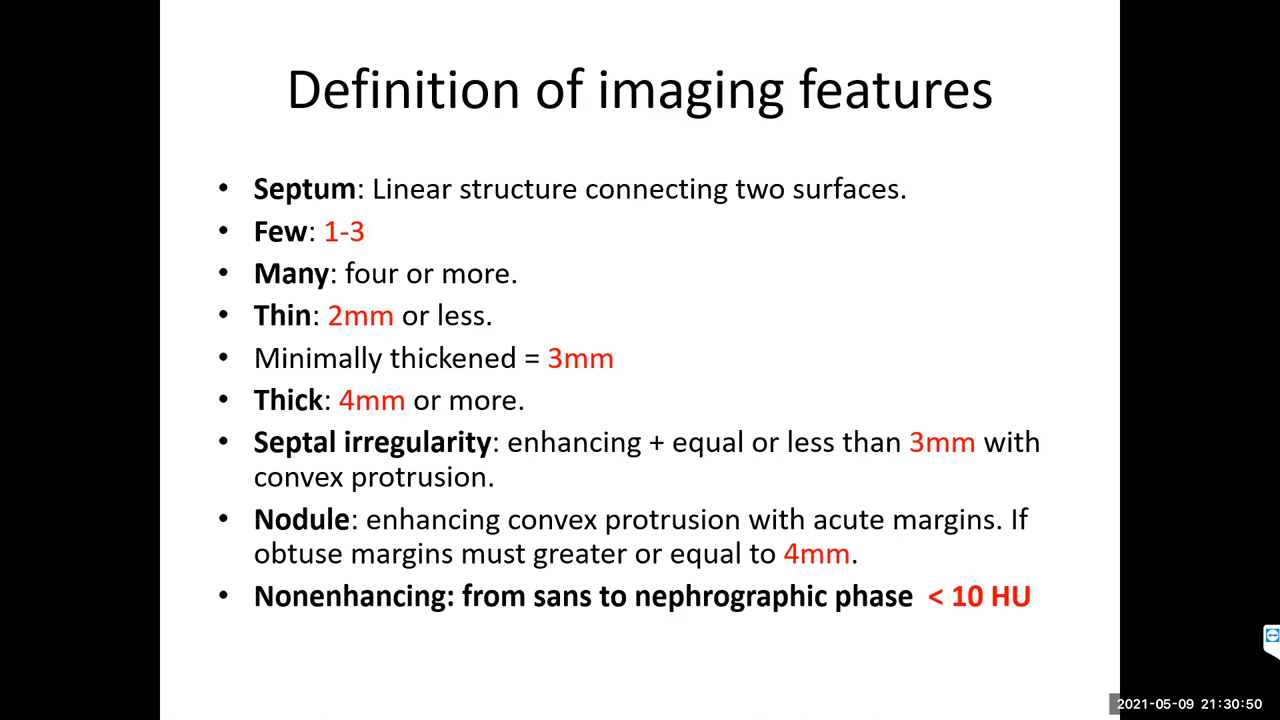 Definition of imaging features
• Septum: Linear structure connecting two surfaces.
• Few: 1-3
• Many: four or more.
• Thin: 2mm or less.
• Minimally thickened = 3mm
• Thick: 4mm or more.
• Septal irregularity: enhancing + equal or less than 3mm with
convex protrusion.
• Nodule: enhancing convex protrusion with acute margins. If
obtuse margins must greater or equal to 4mm.
• Nonenhancing: from sans to nephrographic phase < 10 HU
2021-05-09 21:30:50